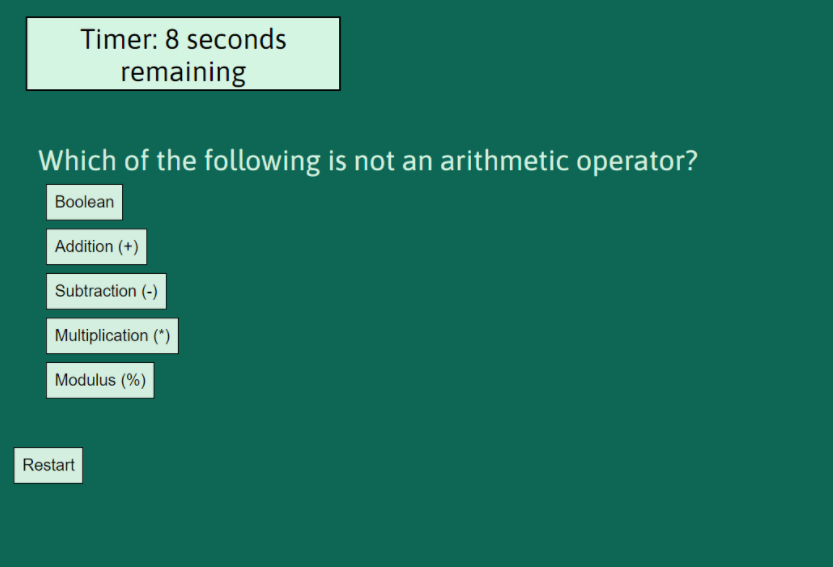 Timer: 8 seconds
remaining
Which of the following is not an arithmetic operator?
Boolean
Addition (+)
Subtraction (-)
Multiplication (*)
Modulus (%)
Restart